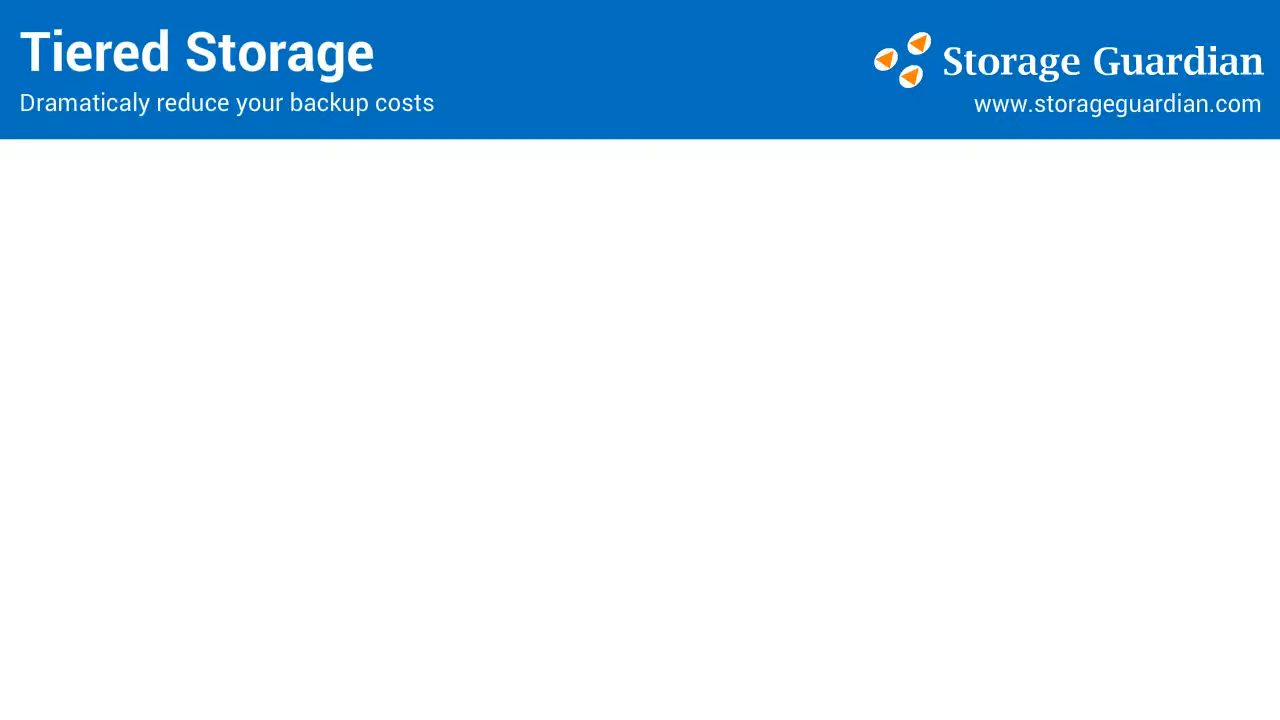 Tiered Storage
Dramaticaly reduce your backup costs
Storage Guardian
www.storageguardian.com